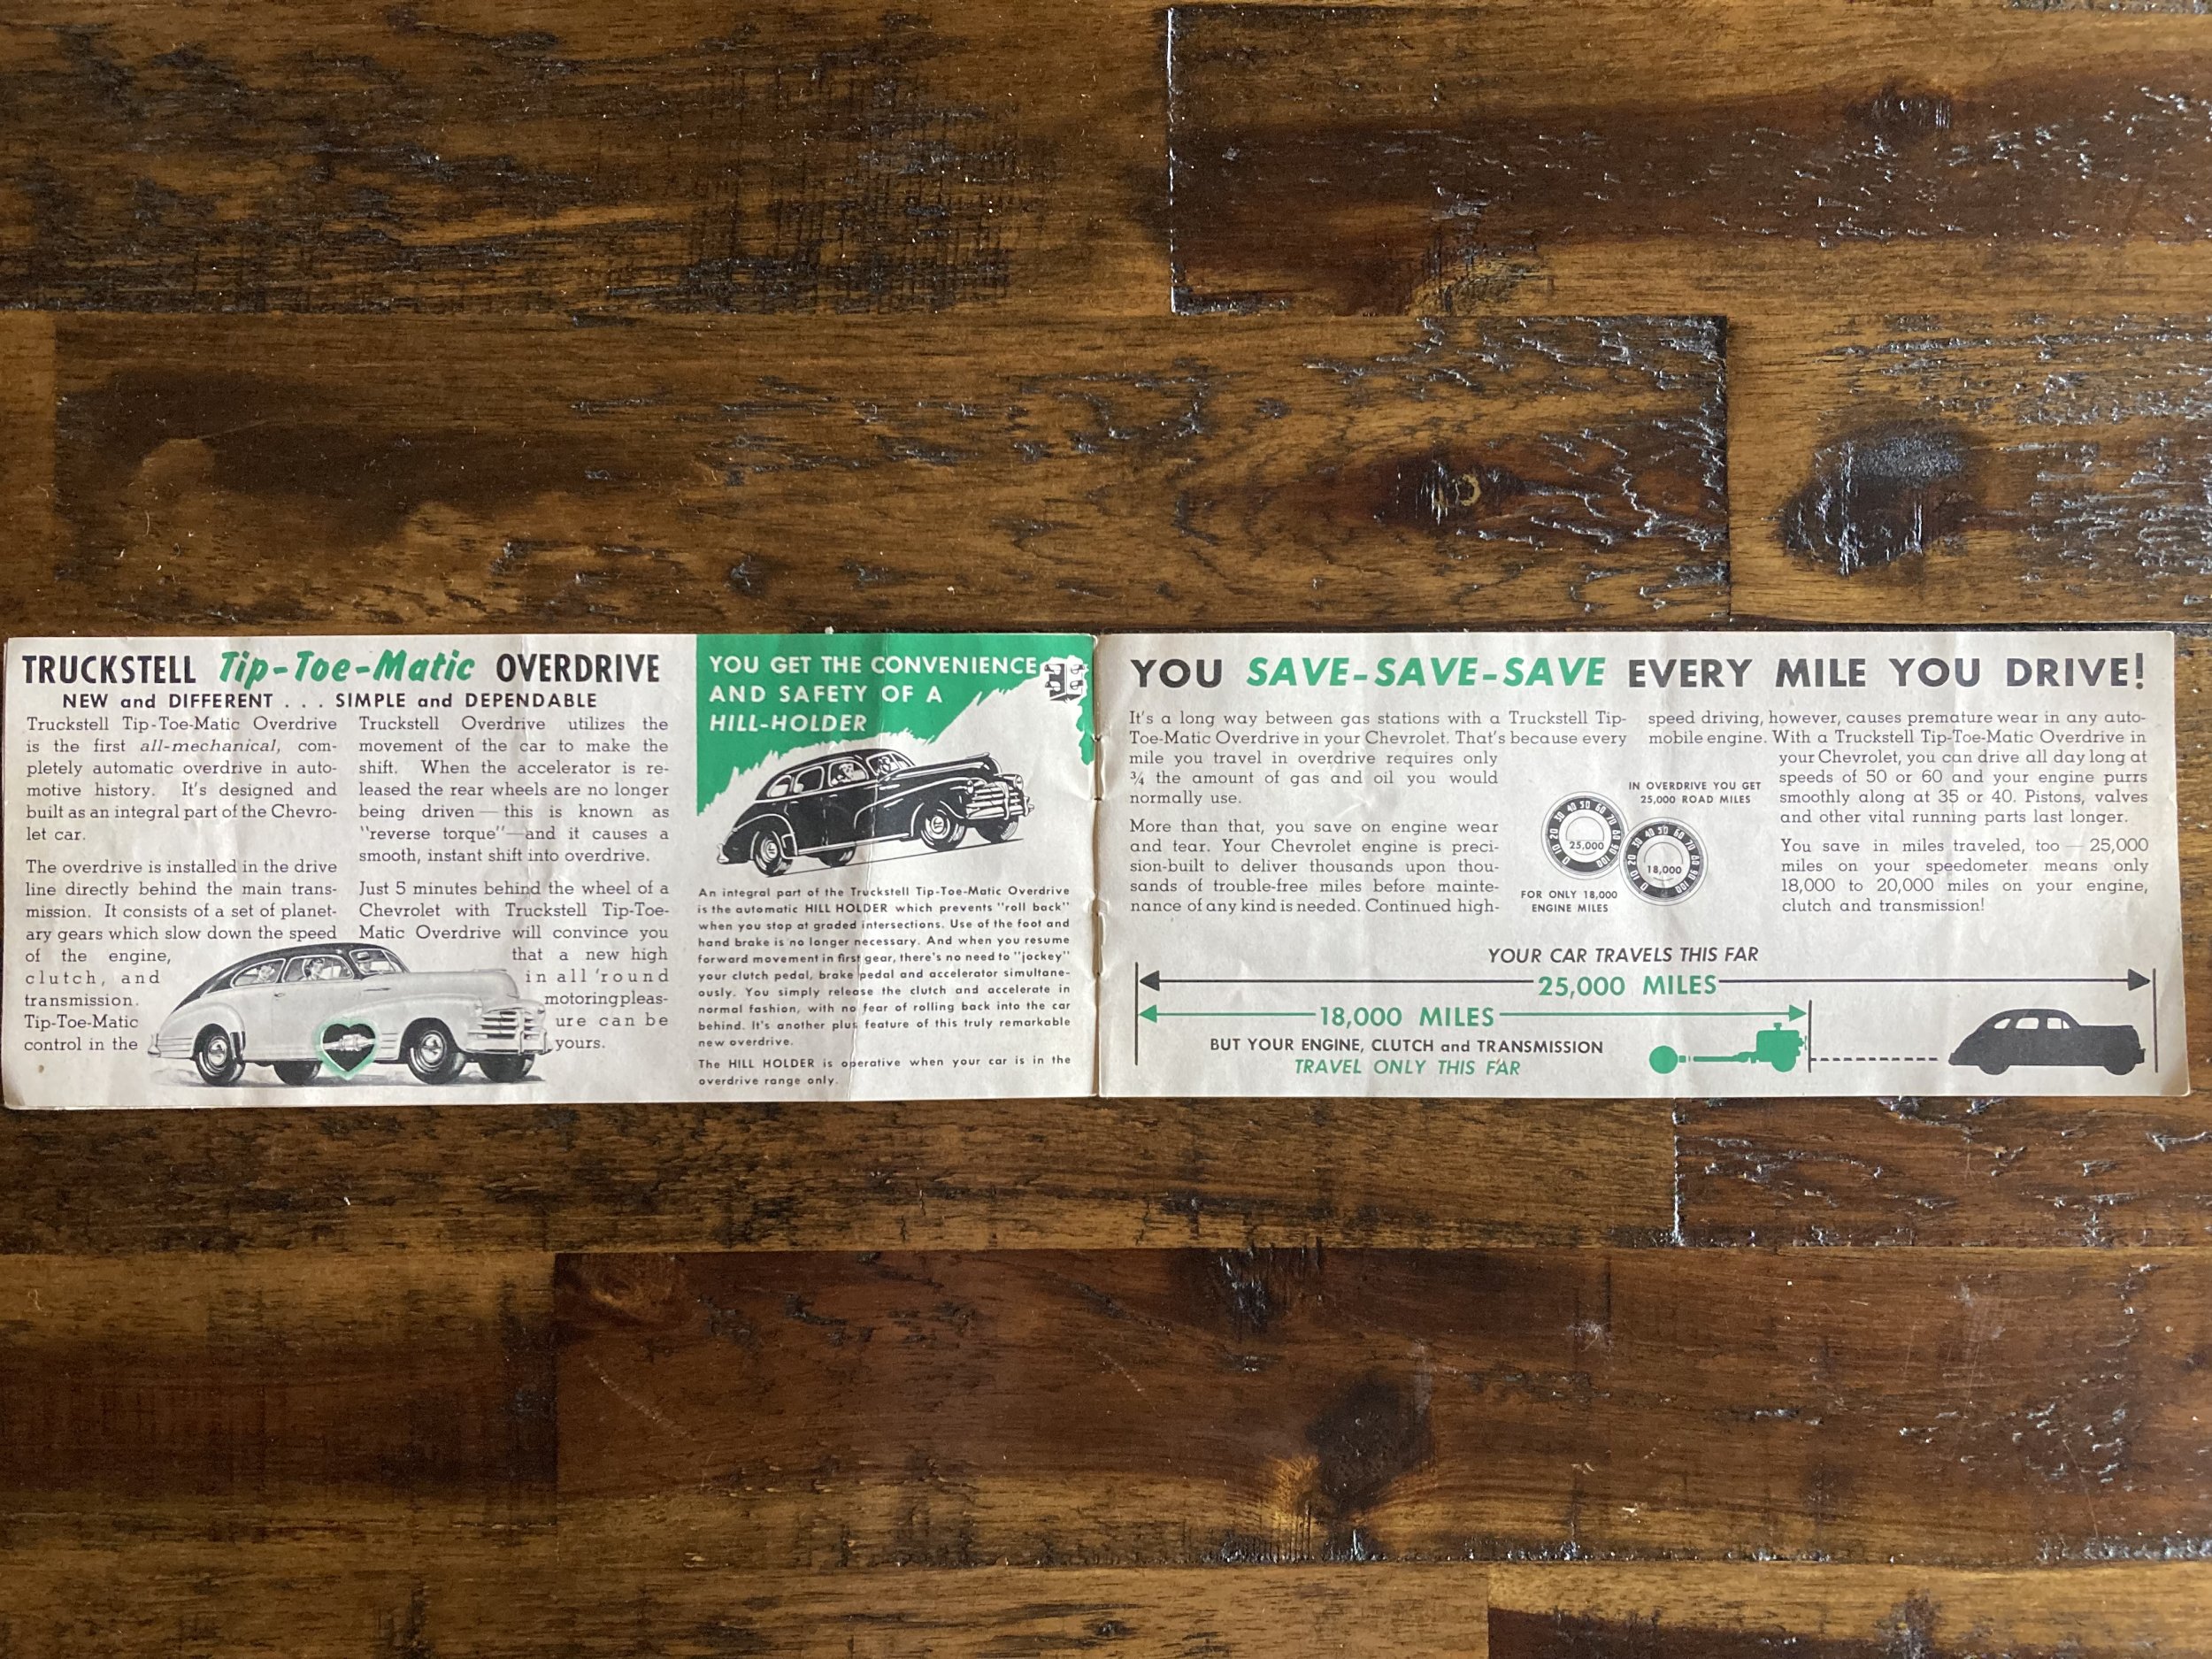 TRUCKSTELL Tip-Toe-Matic OVERDRIVE
NEW and DIFFERENT . . . SIMPLE and DEPENDABLE
Truckstell Tip-Toe-Matic Overdrive
is the first all-mechanical, com-
pletely automatic overdrive in auto-
motive history. It's designed and
built as an integral part of the Chevro-
let car.
The overdrive is installed in the drive
line directly behind the main trans-
mission. It consists of a set of planet-
ary gears which slow down the speed
of the engine,
clutch, and
transmission.
Tip-Toe-Matic
control in the
Truckstell Overdrive utilizes the
movement of the car to make the
shift. When the accelerator is re-
leased the rear wheels are no longer
being driven — this is known as
"reverse torque"—and it causes a
smooth, instant shift into overdrive.
Just 5 minutes behind the wheel of a
Chevrolet with Truckstell Tip-Toe-
Matic Overdrive will convince you
that a new high
in all 'round
motoring pleas-
ure can be
yours.
YOU GET THE CONVENIENCE
AND SAFETY OF A
HILL-HOLDER
An integral part of the Truckstell Tip-Toe-Matic Overdrive
is the automatic HILL HOLDER which prevents "roll back"
when you stop at graded intersections. Use of the foot and
hand brake is no longer necessary. And when you resume
forward movement in first gear, there's no need to "jockey"
your clutch pedal, brake pedal and accelerator simultane-
ously. You simply release the clutch and accelerate in
normal fashion, with no fear of rolling back into the car
behind. It's another plus feature of this truly remarkable
new overdrive.
The HILL HOLDER is operative when your car is in the
overdrive range only.
YOU SAVE-SAVE-SAVE EVERY MILE YOU DRIVE!
It's a long way between gas stations with a Truckstell Tip-
Toe-Matic Overdrive in your Chevrolet. That's because every
mile you travel in overdrive requires only
¾ the amount of gas and oil you would
normally use.
More than that, you save on engine wear
and tear. Your Chevrolet engine is preci-
sion-built to deliver thousands upon thou-
sands of trouble-free miles before mainte-
nance of any kind is needed. Continued high-
speed driving, however, causes premature wear in any auto-
mobile engine. With a Truckstell Tip-Toe-Matic Overdrive in
your Chevrolet, you can drive all day long at
speeds of 50 or 60 and your engine purrs
smoothly along at 35 or 40. Pistons, valves
and other vital running parts last longer.
You save in miles traveled, too — 25,000
miles on your speedometer means only
18,000 to 20,000 miles on your engine,
clutch and transmission!
IN OVERDRIVE YOU GET
25,000 ROAD MILES
0 10 20 30 40 50 60 70 80 90 100
25,000
0 10 20 30 40 50 60 70 80 90 100
18,000
FOR ONLY 18,000
ENGINE MILES
YOUR CAR TRAVELS THIS FAR
25,000 MILES
18,000 MILES
BUT YOUR ENGINE, CLUTCH and TRANSMISSION
TRAVEL ONLY THIS FAR